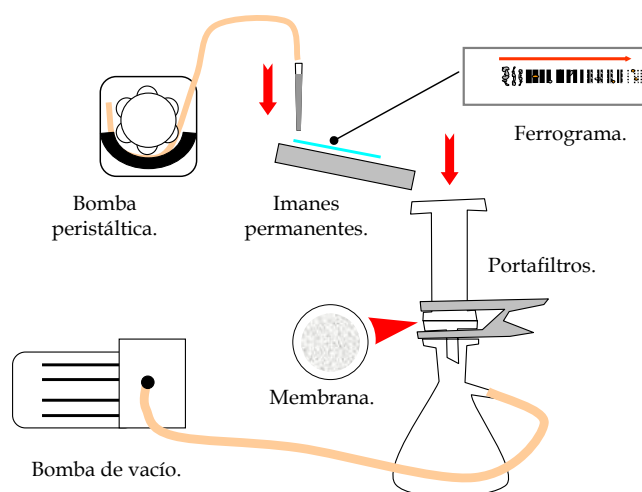 Ferrograma.
Bomba
peristáltica.
Imanes
permanentes.
Portafiltros.
Membrana.
Bomba de vacío.